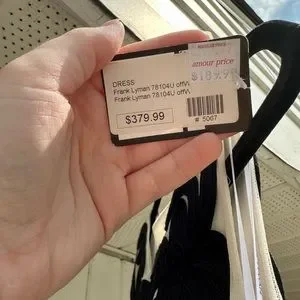 amour price
$189.99
DRESS
Frank Lyman 78104U offW
Frank Lyman 78104U offW
$379.99
# 5067